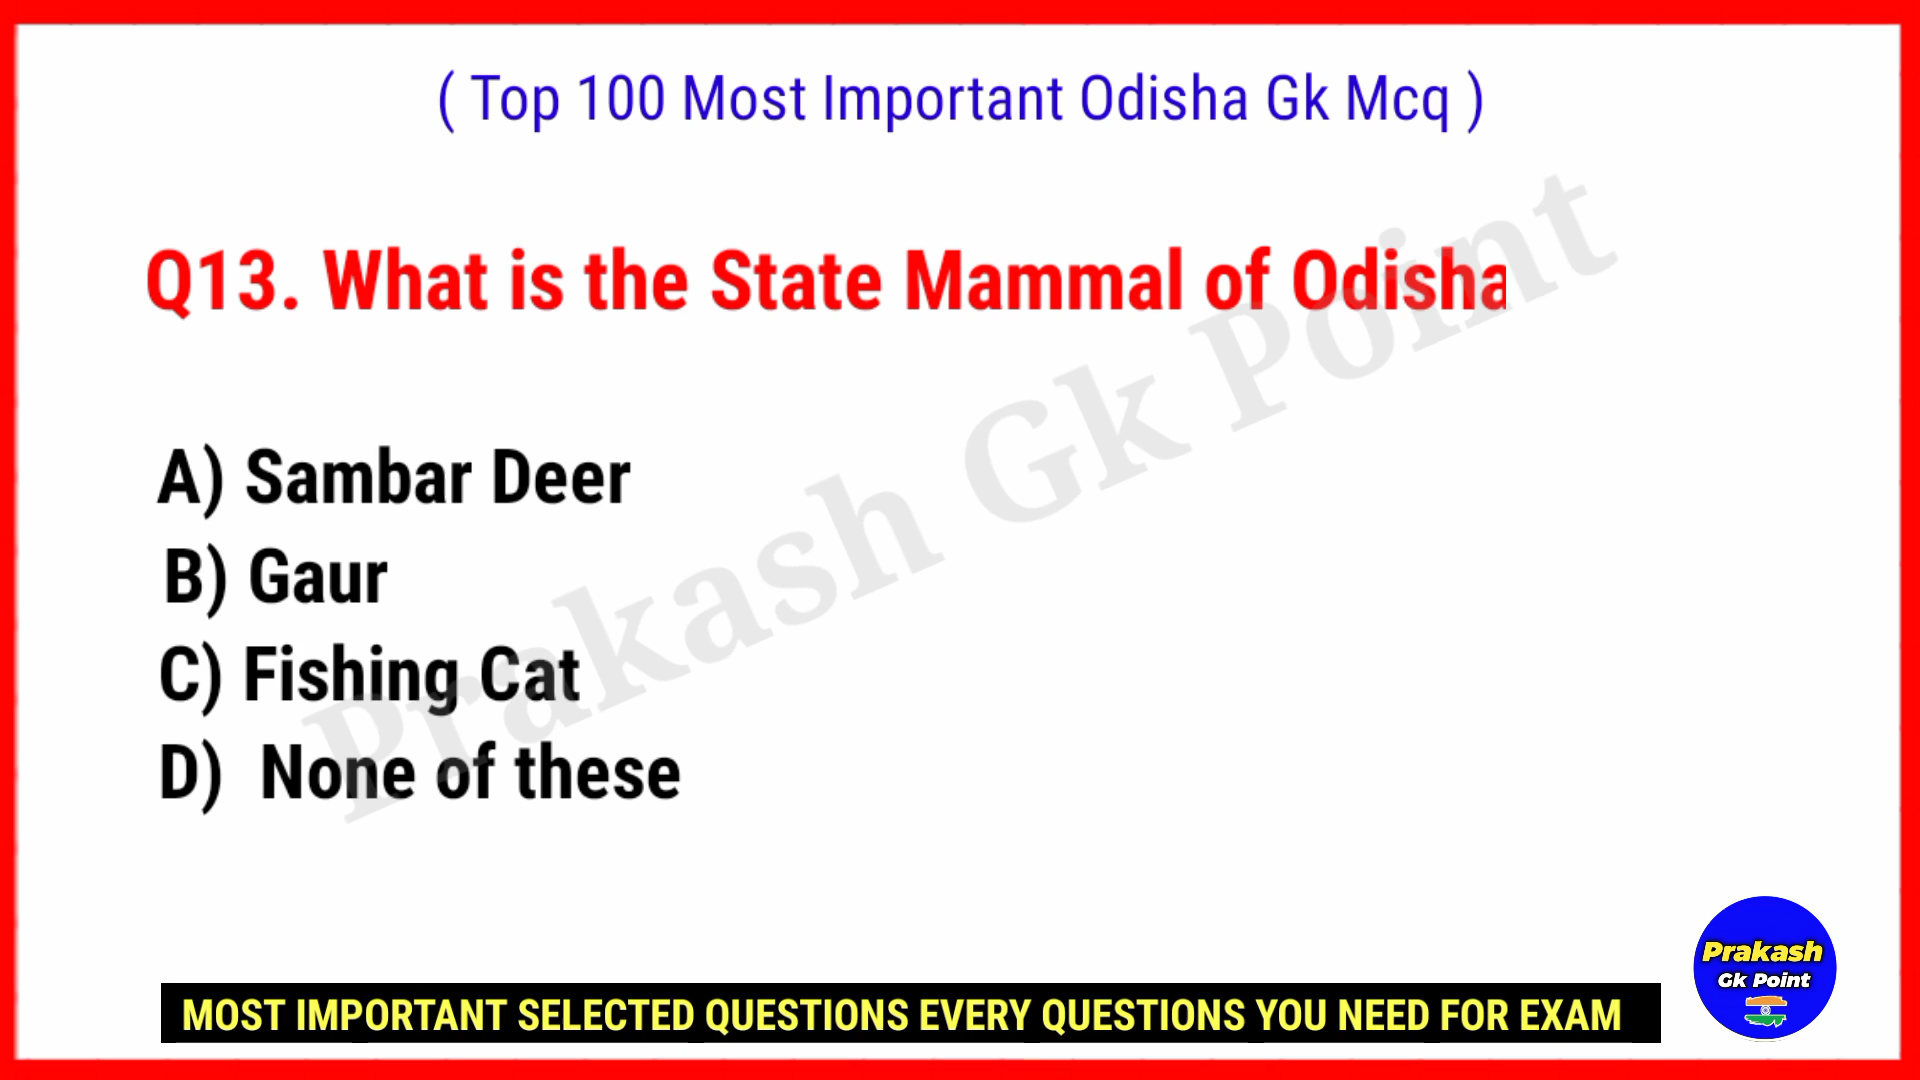 ( Top 100 Most Important Odisha Gk Mcq )
Q13. What is the State Mammal of Odisha
A) Sambar Deer
B) Gaur
C) Fishing Cat
D) None of these
Prakash Gk Point
MOST IMPORTANT SELECTED QUESTIONS EVERY QUESTIONS YOU NEED FOR EXAM
Prakash
Gk Point